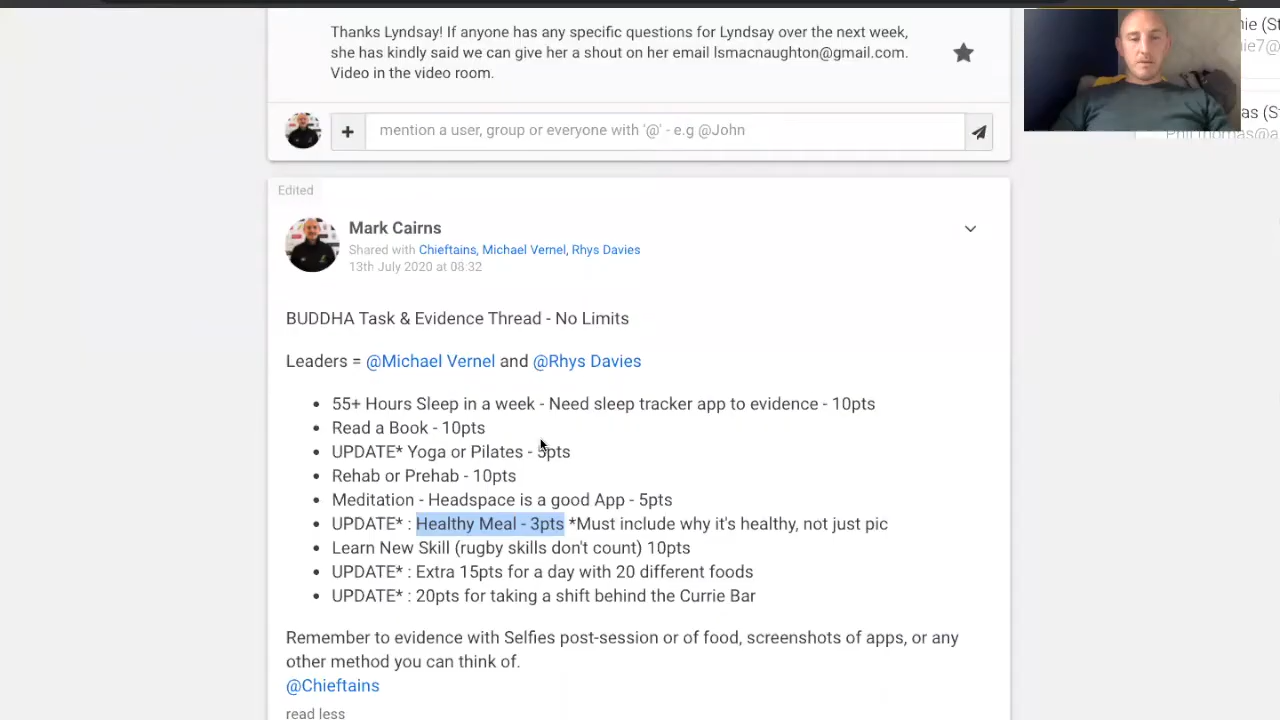 Thanks Lyndsay! If anyone has any specific questions for Lyndsay over the next week,
she has kindly said we can give her a shout on her email lsmacnaughton@gmail.com.
Video in the video room.
mention a user, group or everyone with '@' - e.g @John
Edited
Mark Cairns
Shared with Chieftains, Michael Vernel, Rhys Davies
13th July 2020 at 08:32
BUDDHA Task & Evidence Thread - No Limits
Leaders = @Michael Vernel and @Rhys Davies
• 55+ Hours Sleep in a week - Need sleep tracker app to evidence - 10pts
• Read a Book - 10pts
• UPDATE* Yoga or Pilates - 5pts
• Rehab or Prehab - 10pts
• Meditation - Headspace is a good App - 5pts
• UPDATE* : Healthy Meal - 3pts *Must include why it's healthy, not just pic
• Learn New Skill (rugby skills don't count) 10pts
• UPDATE* : Extra 15pts for a day with 20 different foods
• UPDATE* : 20pts for taking a shift behind the Currie Bar
Remember to evidence with Selfies post-session or of food, screenshots of apps, or any
other method you can think of.
@Chieftains
read less